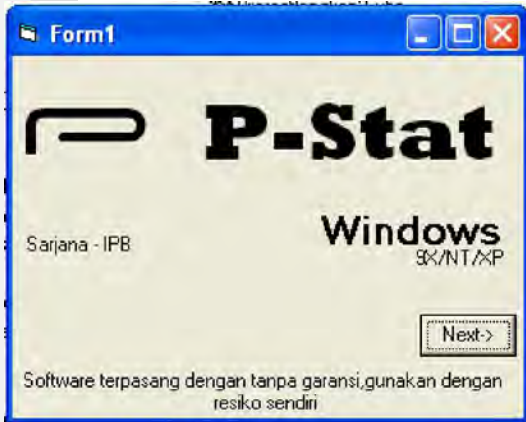 Form1
P-Stat
Windows
Sarjana - IPB
9X/NT/XP
Next->
Software terpasang dengan tanpa garansi,gunakan dengan
resiko sendiri